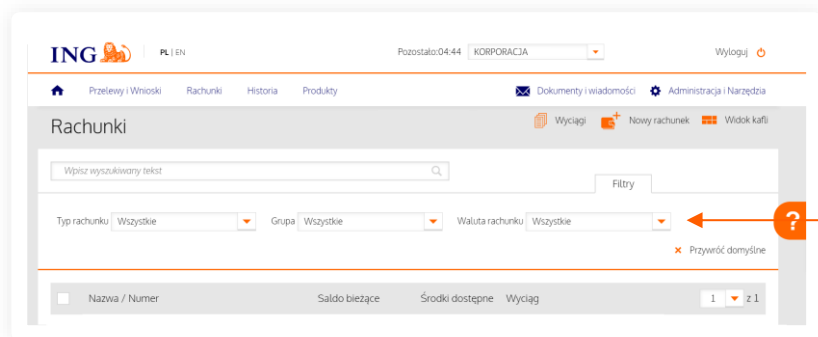 ING PL | EN Pozostało:04:44 KORPORACJA Wyloguj
Przelewy i Wnioski Rachunki Historia Produkty Dokumenty i wiadomości Administracja i Narzędzia
Rachunki Wyciągi Nowy rachunek Widok kafli
Wpisz wyszukiwany tekst
Filtry
Typ rachunku Wszystkie Grupa Wszystkie Waluta rachunku Wszystkie ?
Przywróć domyślne
Nazwa / Numer Saldo bieżące Środki dostępne Wyciąg 1 z 1